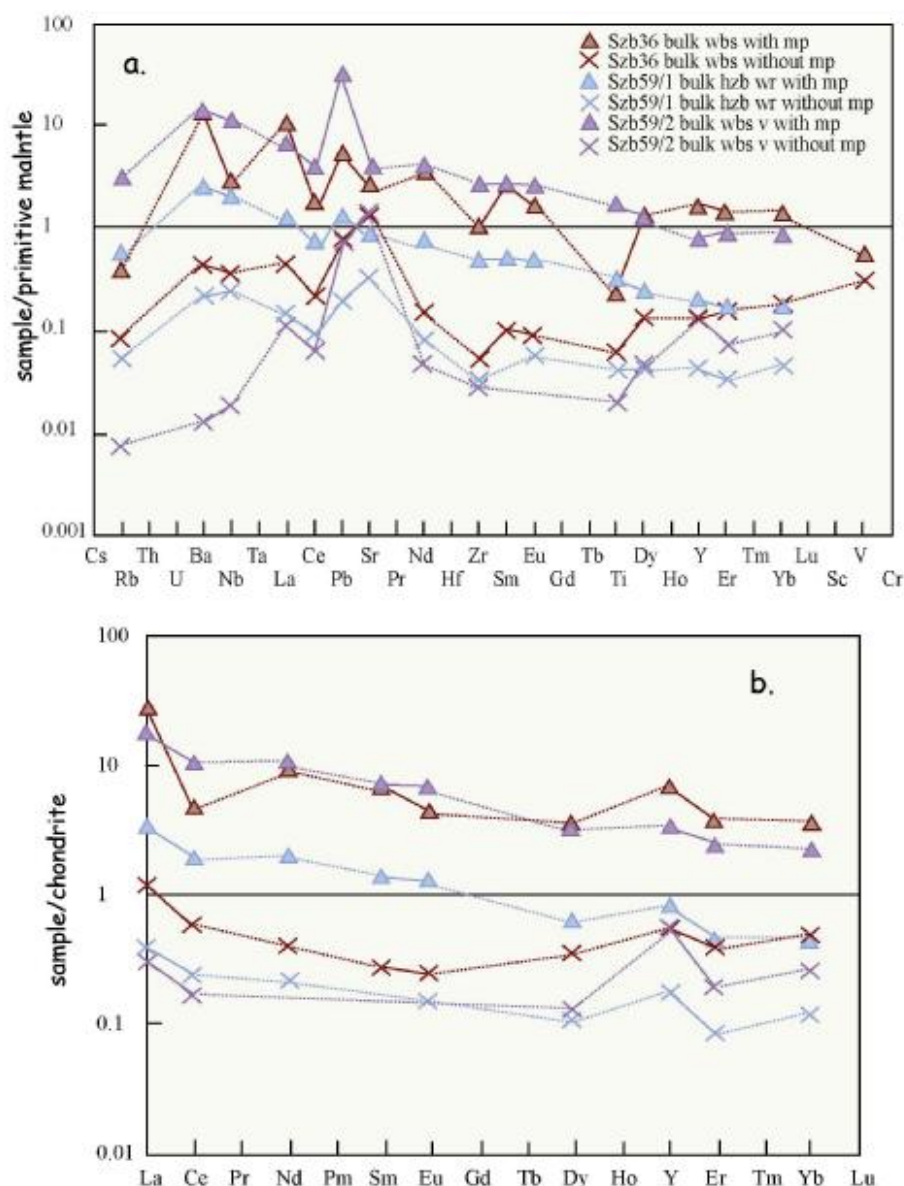 100
a.
Szb36 bulk wbs with mp
Szb36 bulk wbs without mp
Szb59/1 bulk hzb wr with mp
Szb59/1 bulk hzb wr without mp
Szb59/2 bulk wbs v with mp
Szb59/2 bulk wbs v without mp
10
1
0.1
0.01
0.001
sample/primitive malntle
Cs Th Ba Ta Ce Sr Nd Zr Eu Tb Dy Y Tm Lu V
Rb U Nb La Pb Pr Hf Sm Gd Ti Ho Er Yb Sc Cr
100
b.
10
1
0.1
0.01
sample/chondrite
La Ce Pr Nd Pm Sm Eu Gd Tb Dy Ho Y Er Tm Yb Lu